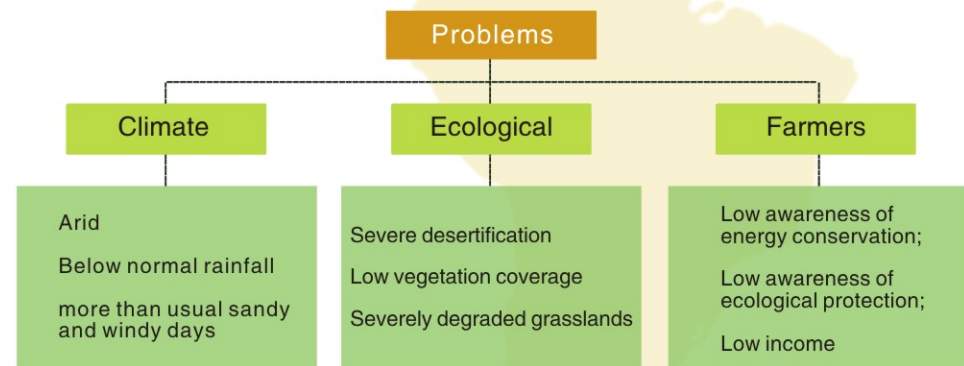 Problems
Climate
Ecological
Farmers
Arid
Below normal rainfall
more than usual sandy
and windy days
Severe desertification
Low vegetation coverage
Severely degraded grasslands
Low awareness of
energy conservation;
Low awareness of
ecological protection;
Low income